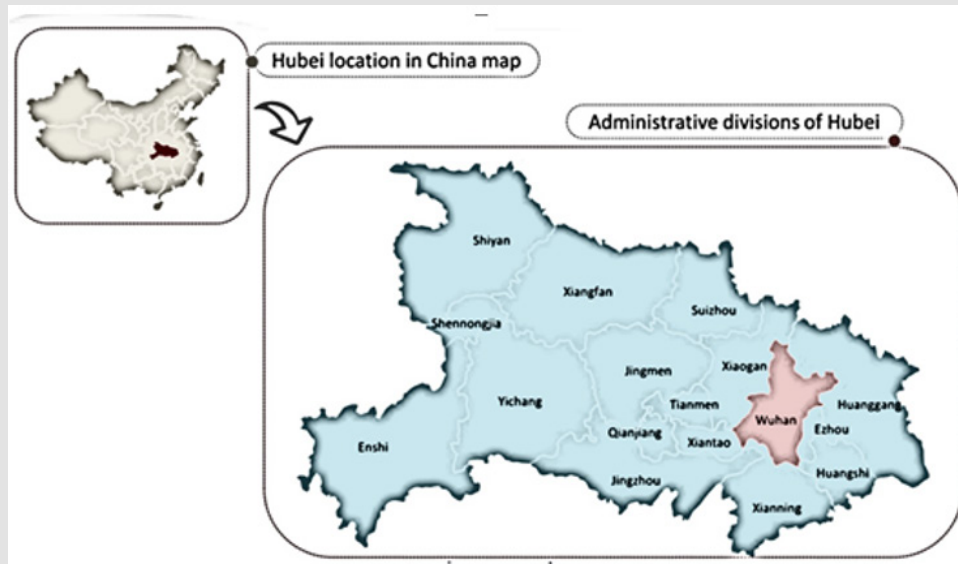 Hubei location in China map
Administrative divisions of Hubei
Shiyan
Xiangfan
Suizhou
Shennongjia
Xiaogan
Jingmen
Yichang
Tianmen
Huanggang
Wuhan
Ezhou
Qianjiang
Xiantao
Enshi
Huangshi
Jingzhou
Xianning